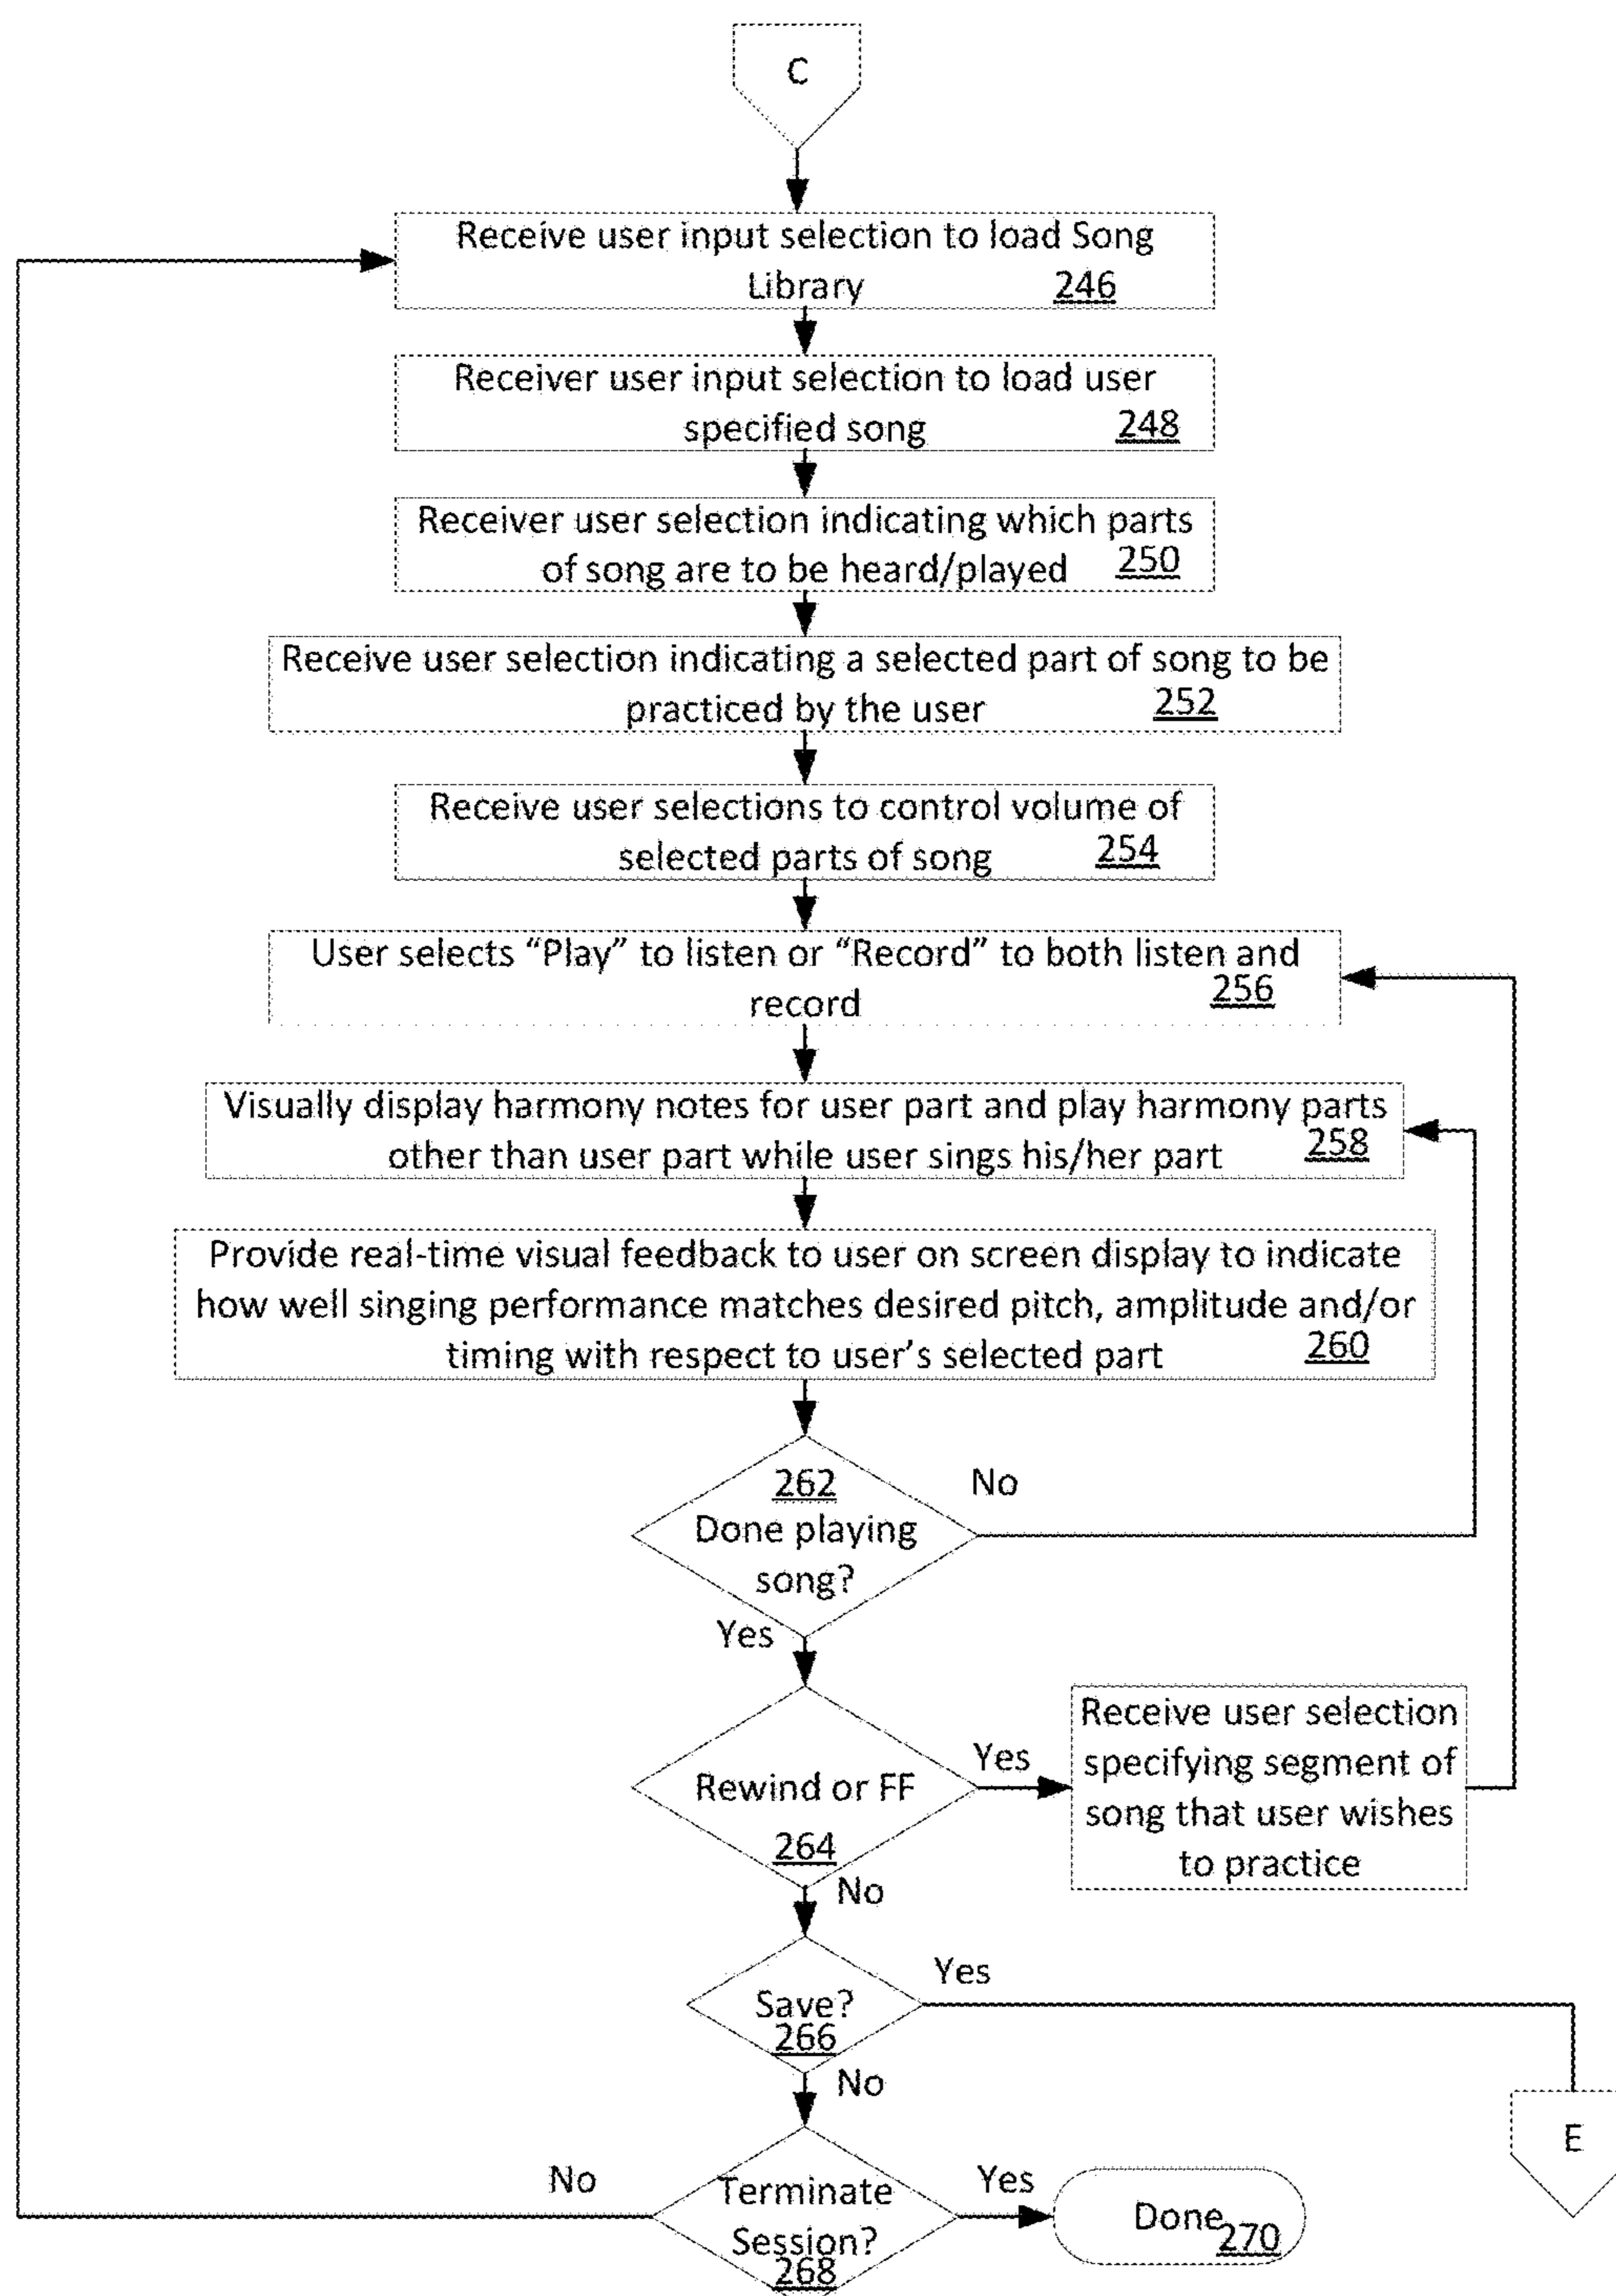 C
Receive user input selection to load Song
Library 246
Receiver user input selection to load user
specified song 248
Receiver user selection indicating which parts
of song are to be heard/played 250
Receive user selection indicating a selected part of song to be
practiced by the user 252
Receive user selections to control volume of
selected parts of song 254
User selects “Play” to listen or “Record” to both listen and
record 256
Visually display harmony notes for user part and play harmony parts
other than user part while user sings his/her part 258
Provide real-time visual feedback to user on screen display to indicate
how well singing performance matches desired pitch, amplitude and/or
timing with respect to user’s selected part 260
262
Done playing
song?
No
Yes
Rewind or FF
264
Yes
Receive user selection
specifying segment of
song that user wishes
to practice
No
Save?
266
Yes
No
E
Terminate
Session?
268
No
Yes
Done 270